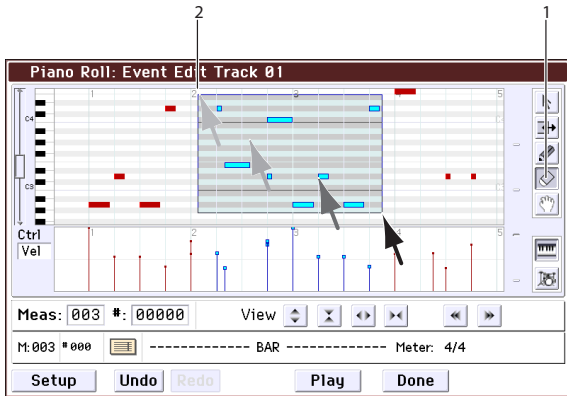 2 1
Piano Roll: Event Edit Track 01
1 2 3 4 5
C4
C3
1 2 3 4 5
Ctrl
Vel
Meas: 003 #: 00000 View
M:003 #000 ---------------- BAR ---------------- Meter: 4/4
Setup Undo Redo Play Done